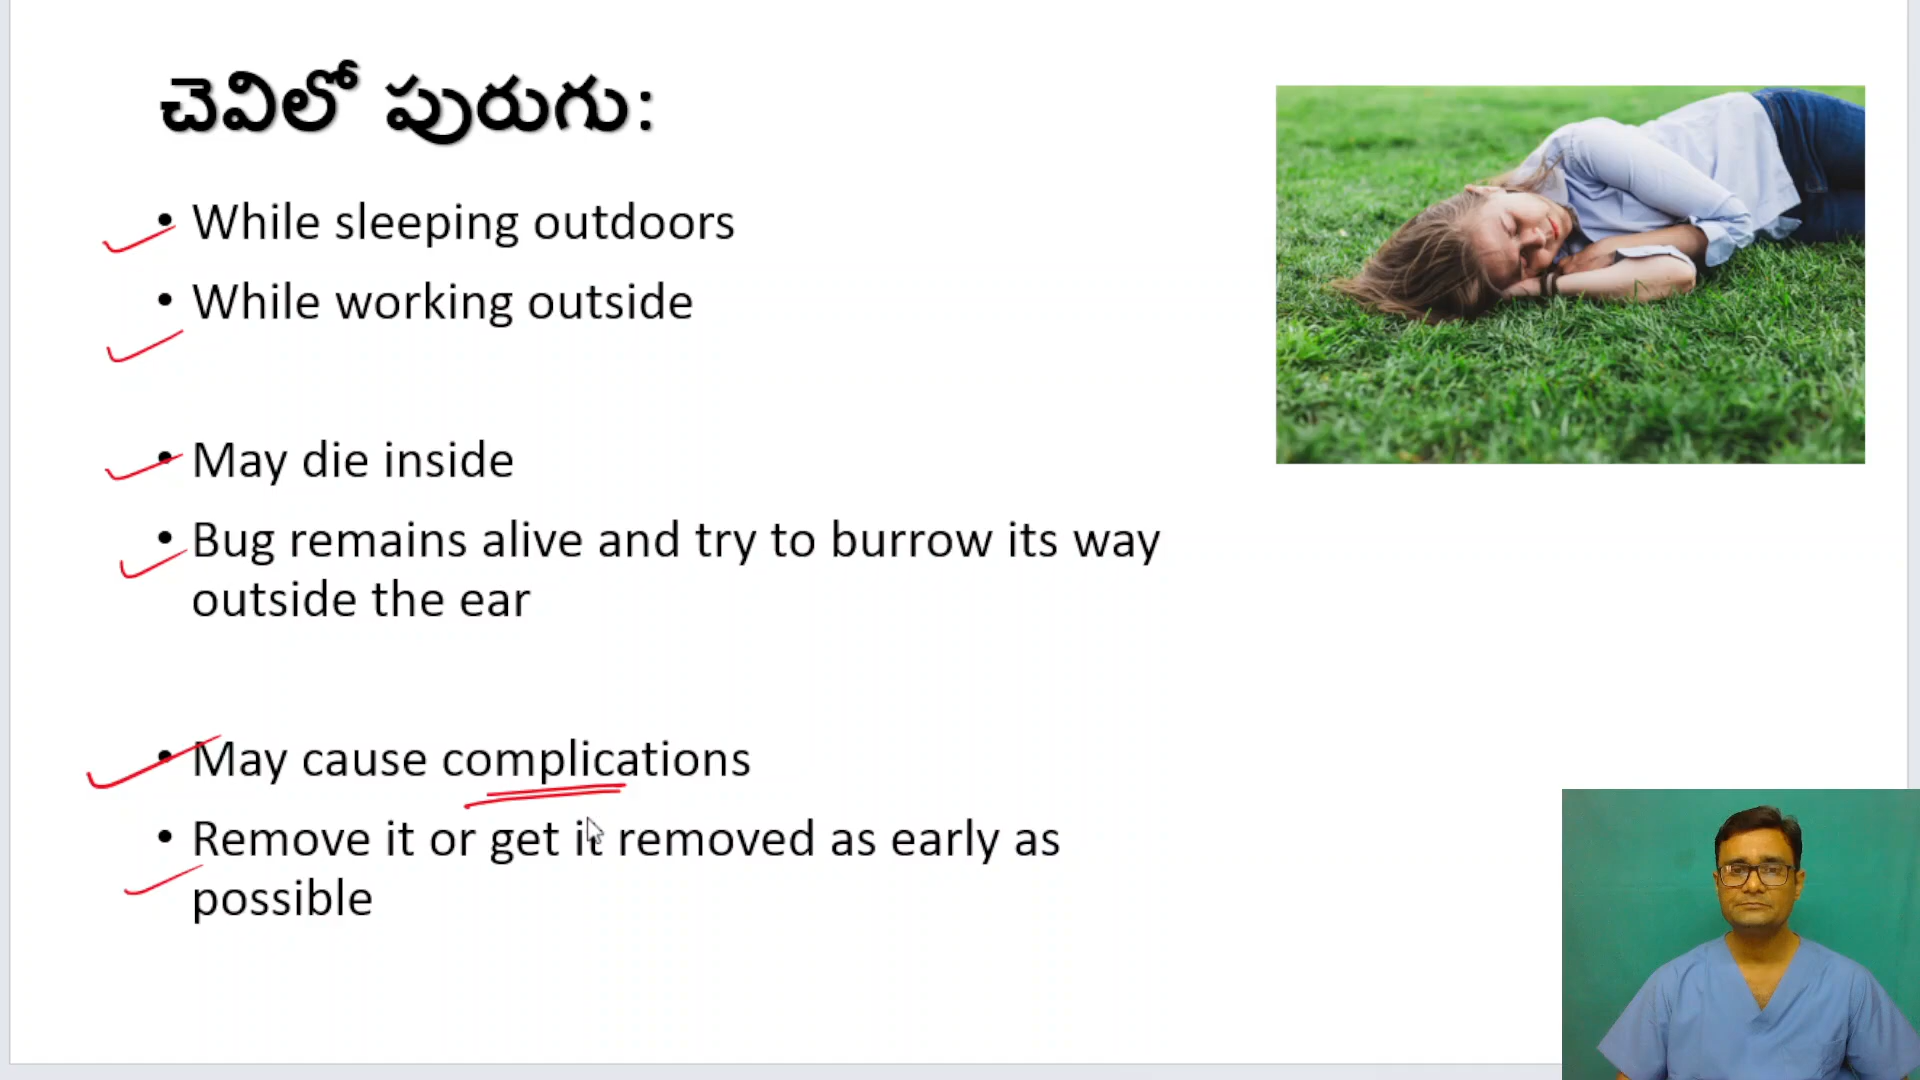 చెవిలో పురుగు:
• While sleeping outdoors
• While working outside
• May die inside
• Bug remains alive and try to burrow its way
outside the ear
• May cause complications
• Remove it or get it removed as early as
possible